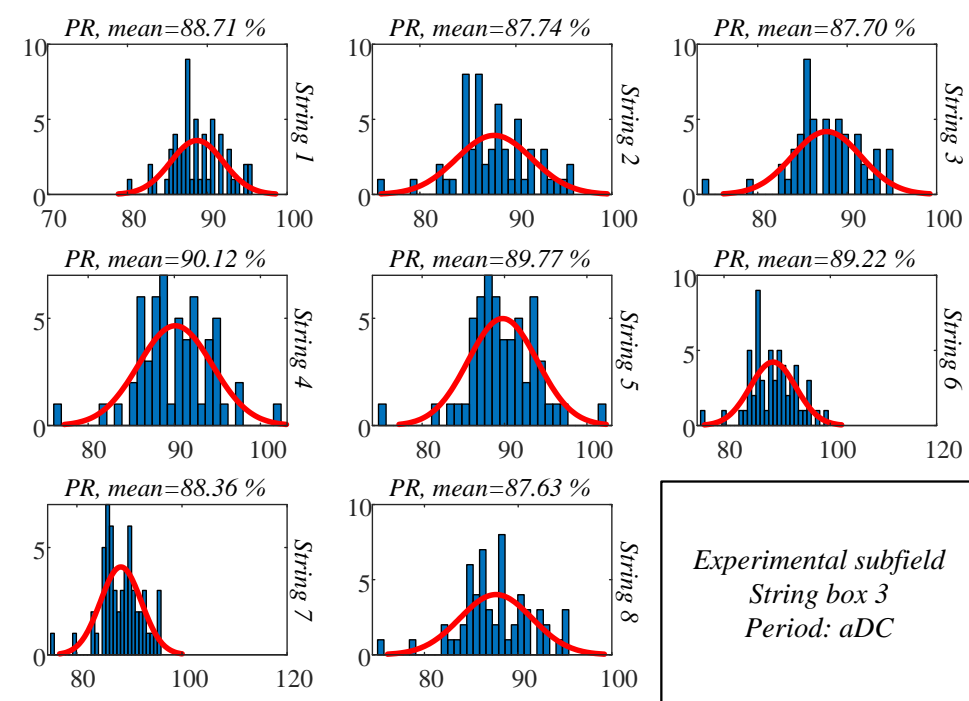 PR, mean=88.71 %
10
5
0
70
80
90
100
String 1
PR, mean=87.74 %
10
5
0
80
90
100
String 2
PR, mean=87.70 %
10
5
0
80
90
100
String 3
PR, mean=90.12 %
5
0
80
90
100
String 4
PR, mean=89.77 %
5
0
80
90
100
String 5
PR, mean=89.22 %
10
5
0
80
100
120
String 6
PR, mean=88.36 %
5
0
80
100
120
String 7
PR, mean=87.63 %
10
5
0
80
90
100
String 8
Experimental subfield
String box 3
Period: aDC